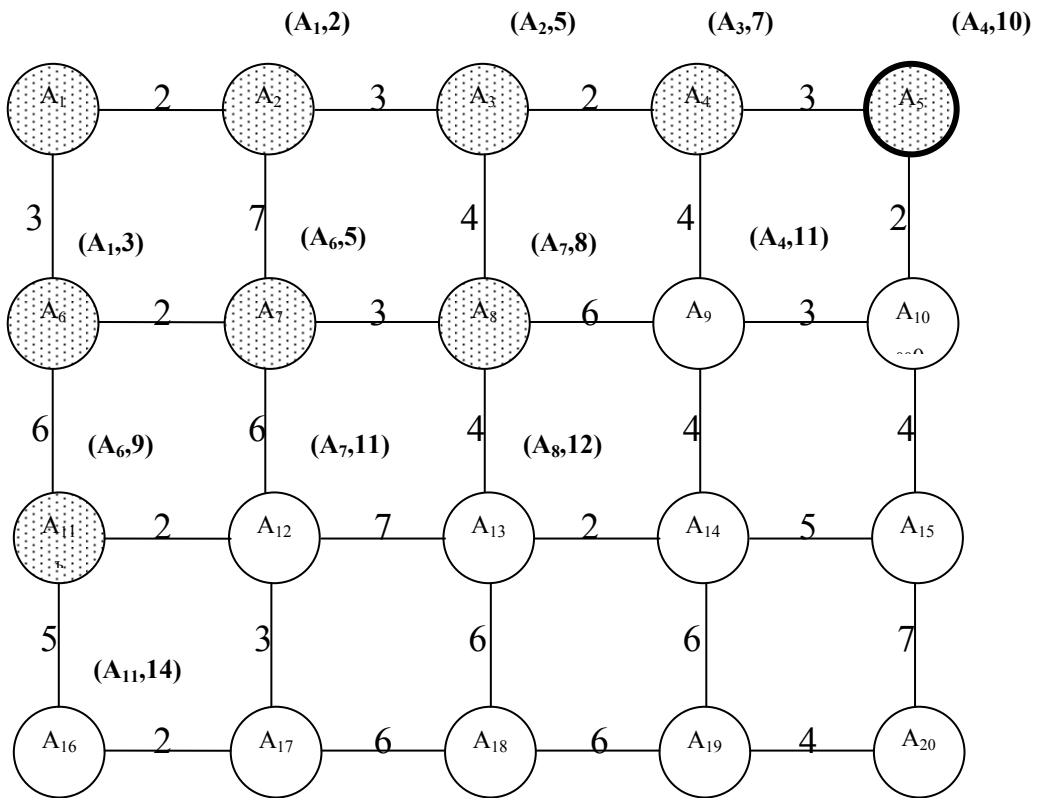 (A₁,2) (A₂,5) (A₃,7) (A₄,10)
A₁ 2 A₂ 3 A₃ 2 A₄ 3 A₅
3 7 4 4 2
(A₁,3) (A₆,5) (A₇,8) (A₄,11)
A₆ 2 A₇ 3 A₈ 6 A₉ 3 A₁₀
6 6 4 4 4
(A₆,9) (A₇,11) (A₈,12)
A₁₁ 2 A₁₂ 7 A₁₃ 2 A₁₄ 5 A₁₅
5 3 6 6 7
(A₁₁,14)
A₁₆ 2 A₁₇ 6 A₁₈ 6 A₁₉ 4 A₂₀